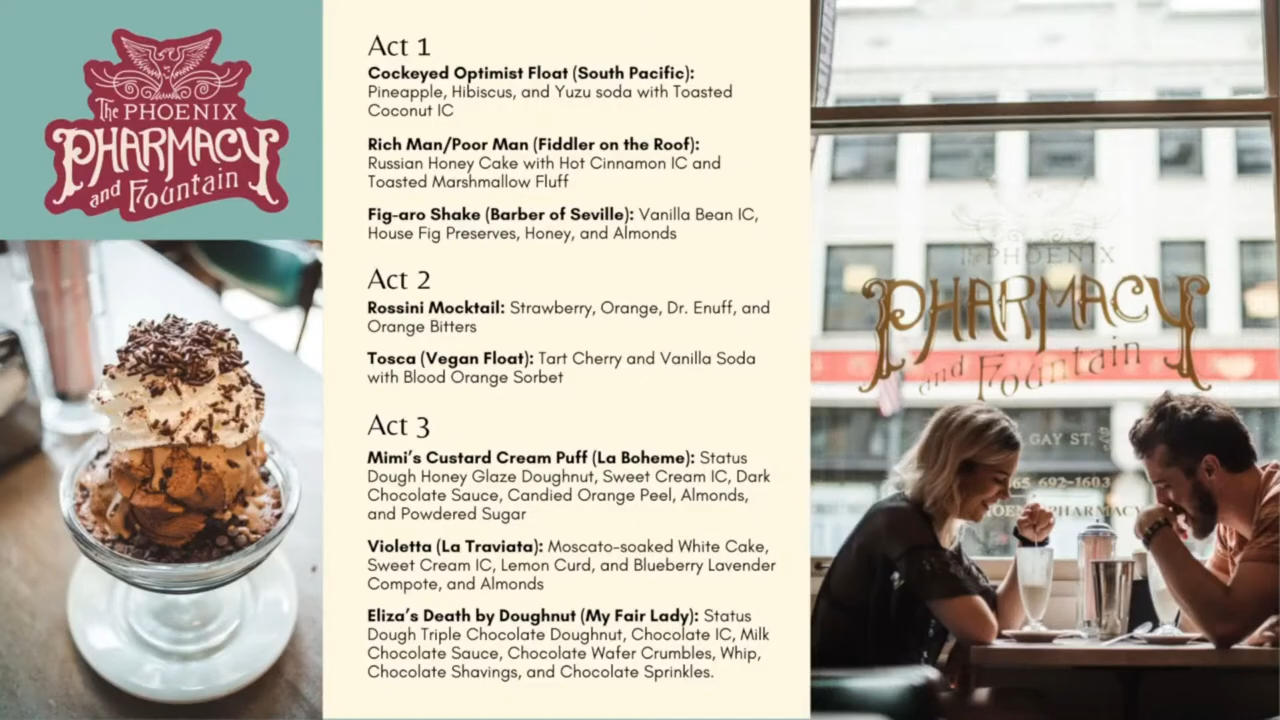 The PHOENIX
PHARMACY
and Fountain
Act 1
Cockeyed Optimist Float (South Pacific):
Pineapple, Hibiscus, and Yuzu soda with Toasted
Coconut IC
Rich Man/Poor Man (Fiddler on the Roof):
Russian Honey Cake with Hot Cinnamon IC and
Toasted Marshmallow Fluff
Fig-aro Shake (Barber of Seville): Vanilla Bean IC,
House Fig Preserves, Honey, and Almonds
Act 2
Rossini Mocktail: Strawberry, Orange, Dr. Enuff, and
Orange Bitters
Tosca (Vegan Float): Tart Cherry and Vanilla Soda
with Blood Orange Sorbet
Act 3
Mimi's Custard Cream Puff (La Boheme): Status
Dough Honey Glaze Doughnut, Sweet Cream IC, Dark
Chocolate Sauce, Candied Orange Peel, Almonds,
and Powdered Sugar
Violetta (La Traviata): Moscato-soaked White Cake,
Sweet Cream IC, Lemon Curd, and Blueberry Lavender
Compote, and Almonds
Eliza's Death by Doughnut (My Fair Lady): Status
Dough Triple Chocolate Doughnut, Chocolate IC, Milk
Chocolate Sauce, Chocolate Wafer Crumbles, Whip,
Chocolate Shavings, and Chocolate Sprinkles.
The PHOENIX
PHARMACY
and Fountain
GAY ST.
692-1603
PHARMACY